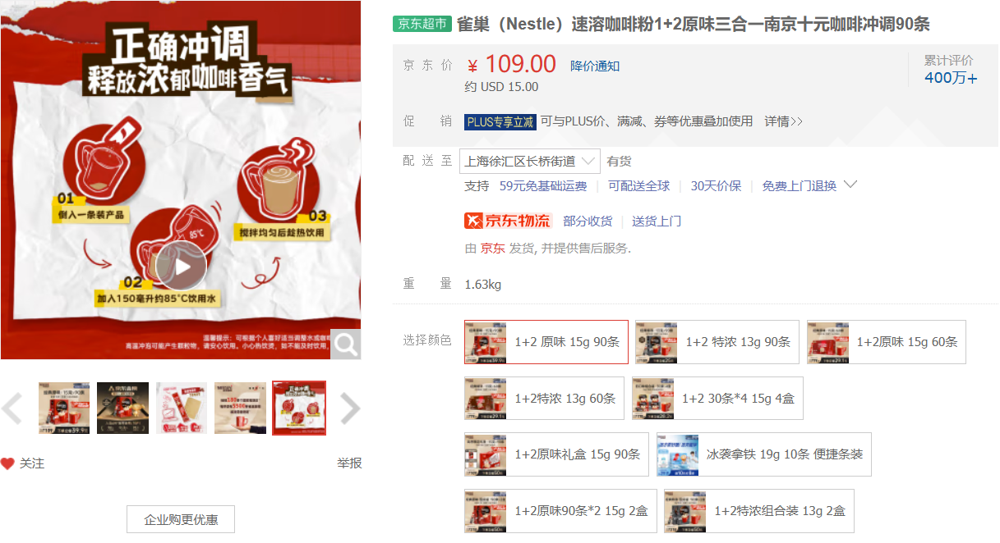 正确冲调
释放浓郁咖啡香气
01
倒入一条装产品
03
搅拌均匀后趁热饮用
85℃
02
加入150毫升约85°C饮用水
温馨提示：可根据个人喜好适当调整水或咖
高温冲泡可能产生颗粒物，请安心饮用。小心热饮烫，如不能及时饮用，
关注
举报
企业购更优惠
京东超市 雀巢（Nestle）速溶咖啡粉1+2原味三合一南京十元咖啡冲调90条
京东价 ￥ 109.00 降价通知
约 USD 15.00
累计评价
400万+
促销 PLUS专享立减 可与PLUS价、满减、券等优惠叠加使用 详情>>
配送至 上海徐汇区长桥街道 有货
支持 59元免基础运费 可配送全球 30天价保 免费上门退换
京东物流 部分收货 送货上门
由 京东 发货, 并提供售后服务.
重量 1.63kg
选择颜色 1+2 原味 15g 90条 1+2 特浓 13g 90条 1+2原味 15g 60条
1+2特浓 13g 60条 1+2 30条*4 15g 4盒
1+2原味礼盒 15g 90条 冰袭拿铁 19g 10条 便捷条装
1+2原味90条*2 15g 2盒 1+2特浓组合装 13g 2盒